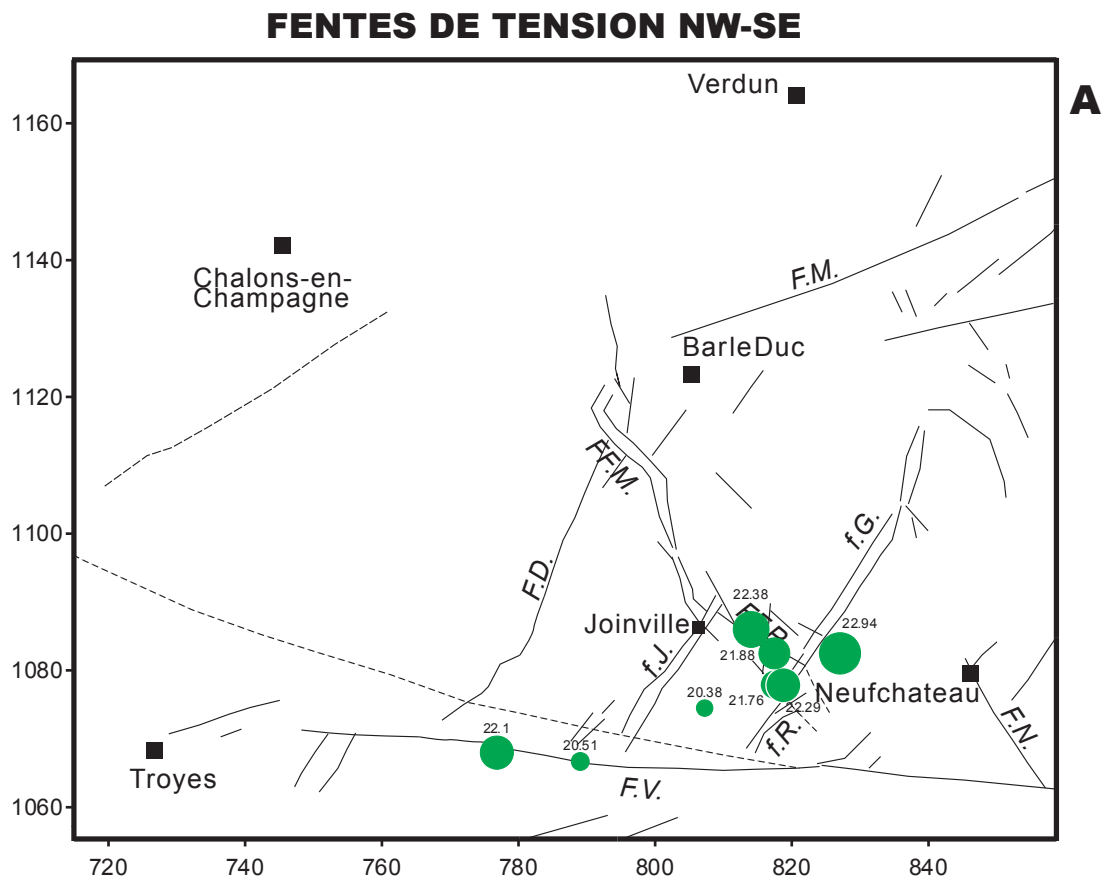 FENTES DE TENSION NW-SE
A
Verdun
1160
1140
Chalons-en-
Champagne
F.M.
BarleDuc
1120
F.F.M.
f.G.
1100
F.D.
22.38
Joinville
22.94
f.J.
21.88
1080
20.38
21.76
Neufchateau
22.29
F.N.
f.R.
22.1
20.51
Troyes
F.V.
1060
720
740
760
780
800
820
840